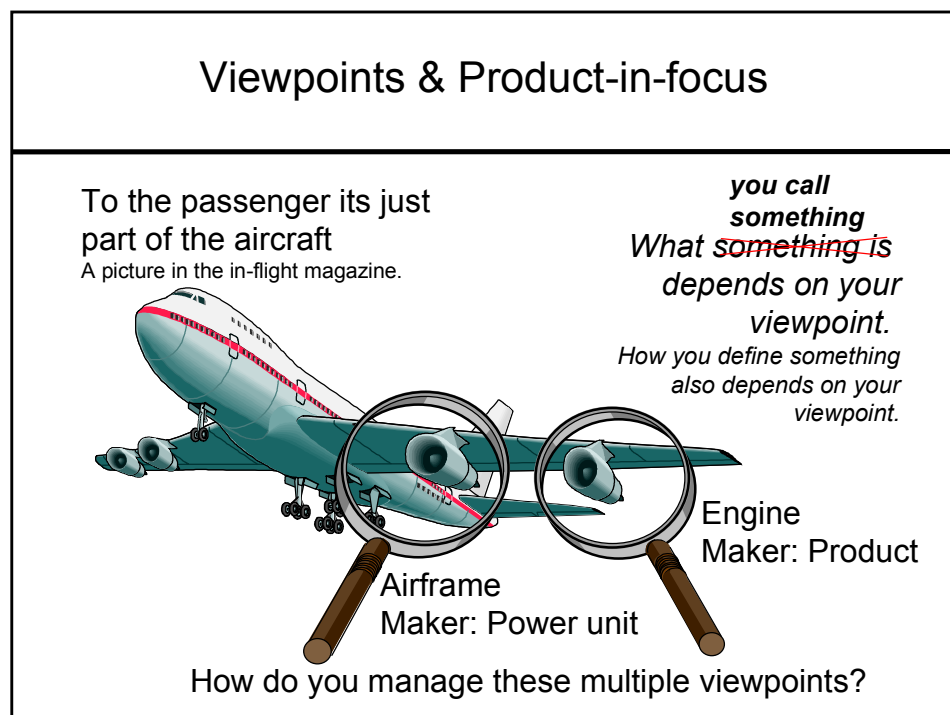 Viewpoints & Product-in-focus
To the passenger its just
part of the aircraft
A picture in the in-flight magazine.
you call
something
What something is
depends on your
viewpoint.
How you define something
also depends on your
viewpoint.
Engine
Maker: Product
Airframe
Maker: Power unit
How do you manage these multiple viewpoints?